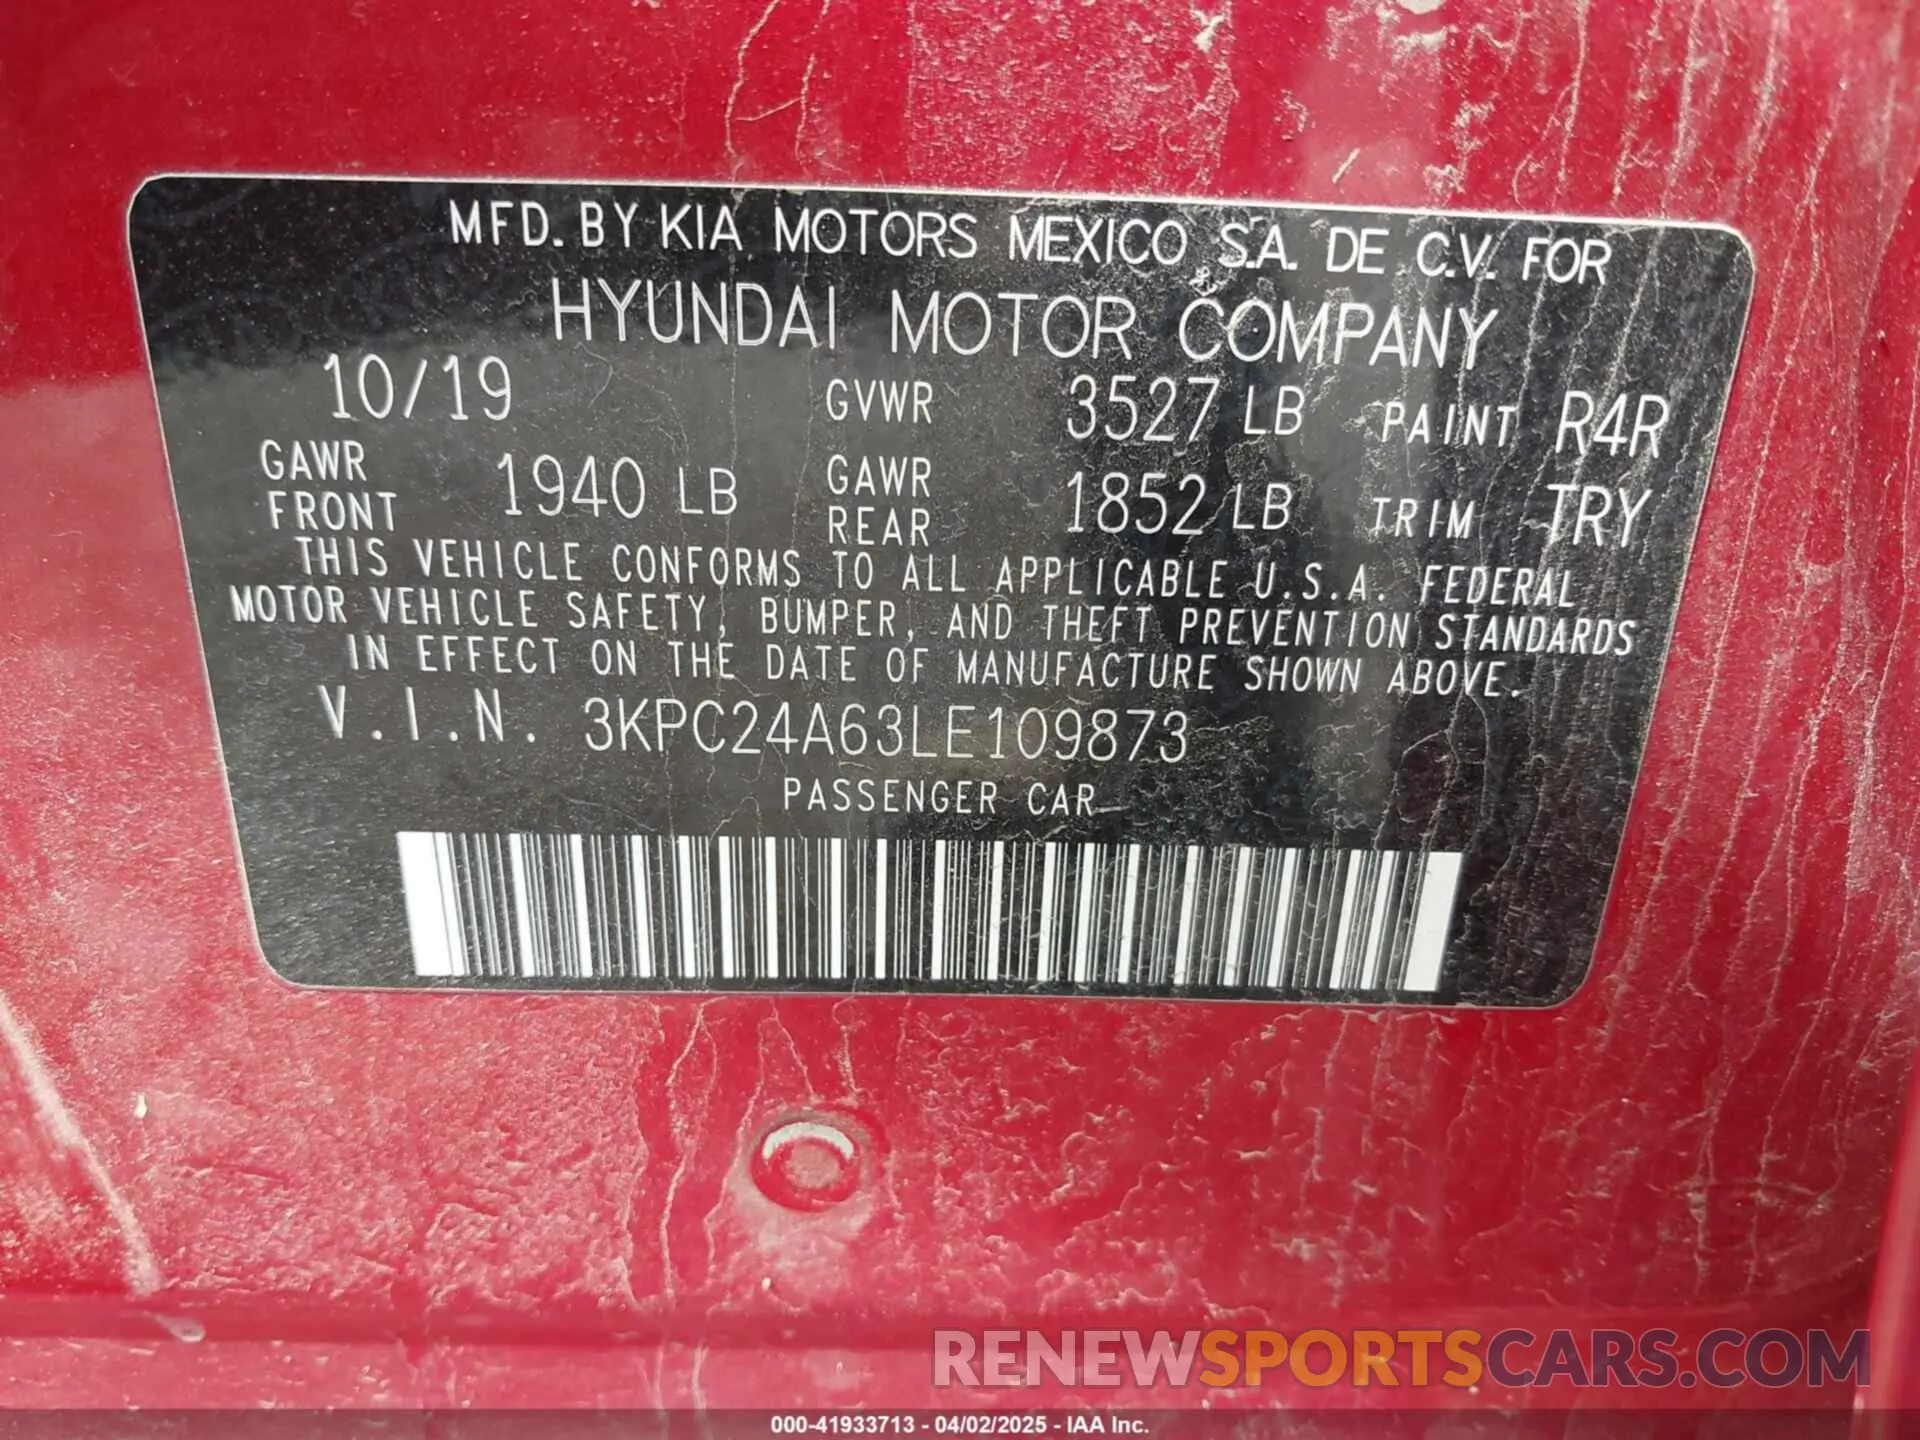 MFD. BY KIA MOTORS MEXICO S.A. DE C.V. FOR
HYUNDAI MOTOR COMPANY
10/19 GVWR 3527 LB PAINT R4R
GAWR FRONT 1940 LB GAWR REAR 1852 LB TRIM TRY
THIS VEHICLE CONFORMS TO ALL APPLICABLE U.S.A. FEDERAL
MOTOR VEHICLE SAFETY, BUMPER, AND THEFT PREVENTION STANDARDS
IN EFFECT ON THE DATE OF MANUFACTURE SHOWN ABOVE.
V.I.N. 3KPC24A63LE109873
PASSENGER CAR
RENEWSPORTSCARS.COM
000-41933713 - 04/02/2025 - IAA Inc.